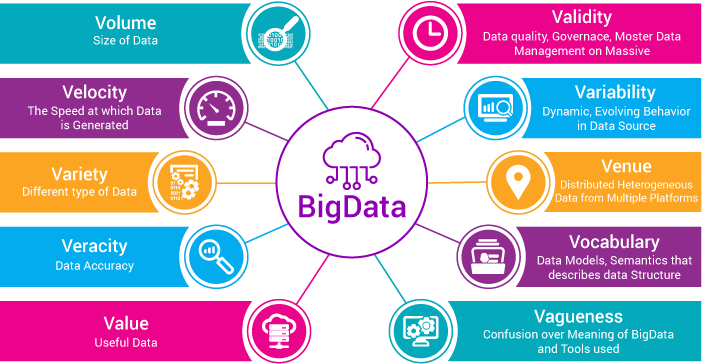 Volume
Size of Data
Velocity
The Speed at which Data
is Generated
Variety
Different type of Data
Veracity
Data Accuracy
Value
Useful Data
BigData
Validity
Data quality, Governace, Moster Data
Management on Massive
Variability
Dynamic, Evolving Behavior
in Data Source
Venue
Distributed Heterogeneous
Data from Multiple Platforms
Vocabulary
Data Models, Semantics that
describes data Structure
Vagueness
Confusion over Meaning of BigData
and Tools used